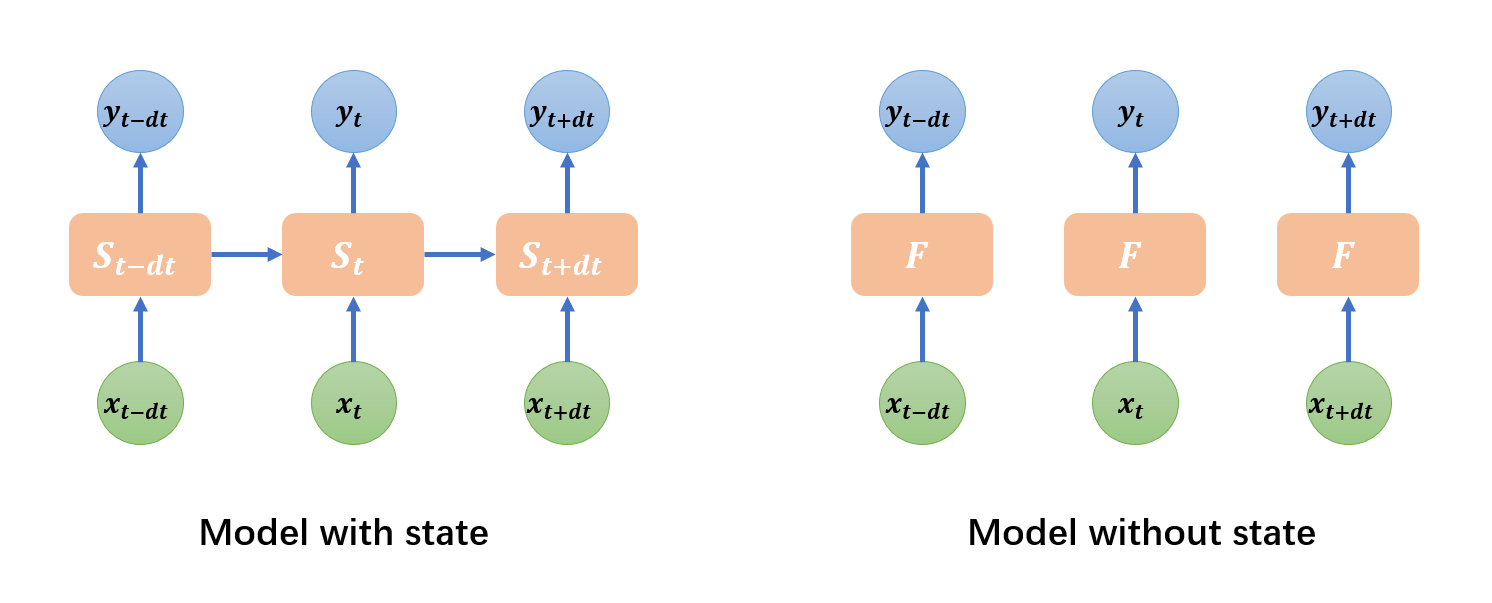 y_{t−dt} y_t y_{t+dt} y_{t−dt} y_t y_{t+dt}
S_{t−dt} S_t S_{t+dt} F F F
x_{t−dt} x_t x_{t+dt} x_{t−dt} x_t x_{t+dt}
Model with state
Model without state